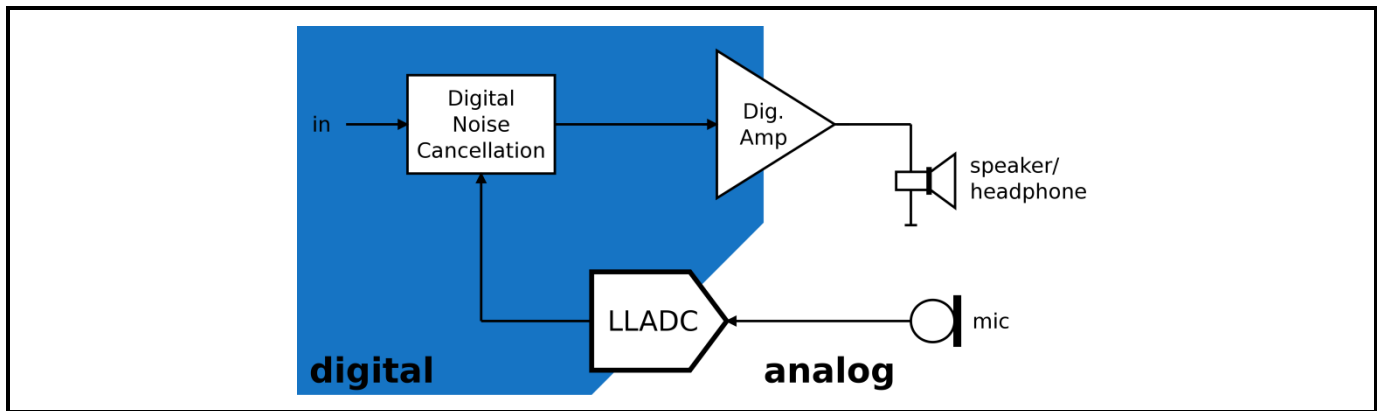 in
Digital
Noise
Cancellation
Dig.
Amp
speaker/
headphone
LLADC
mic
digital
analog